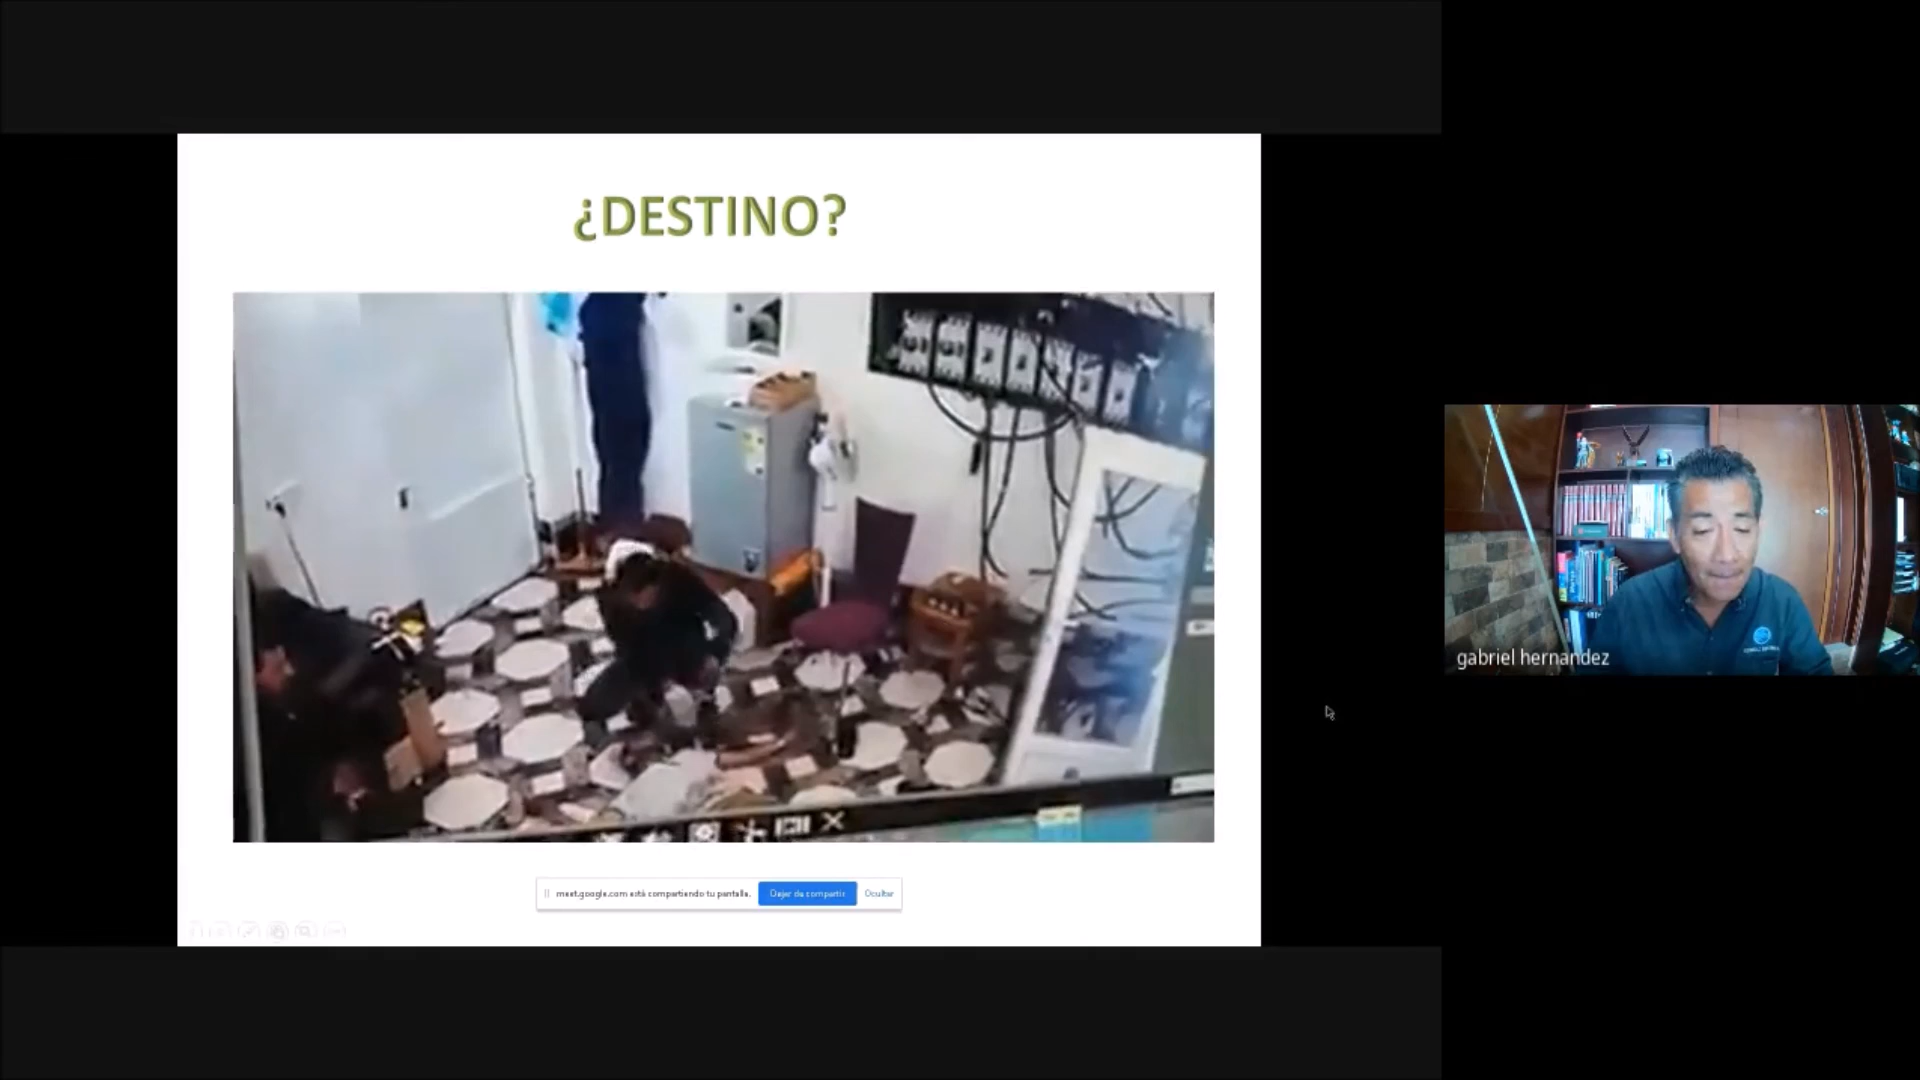 ¿DESTINO?
meet.google.com está compartiendo tu pantalla.
Dejar de compartir
Ocultar
gabriel hernandez